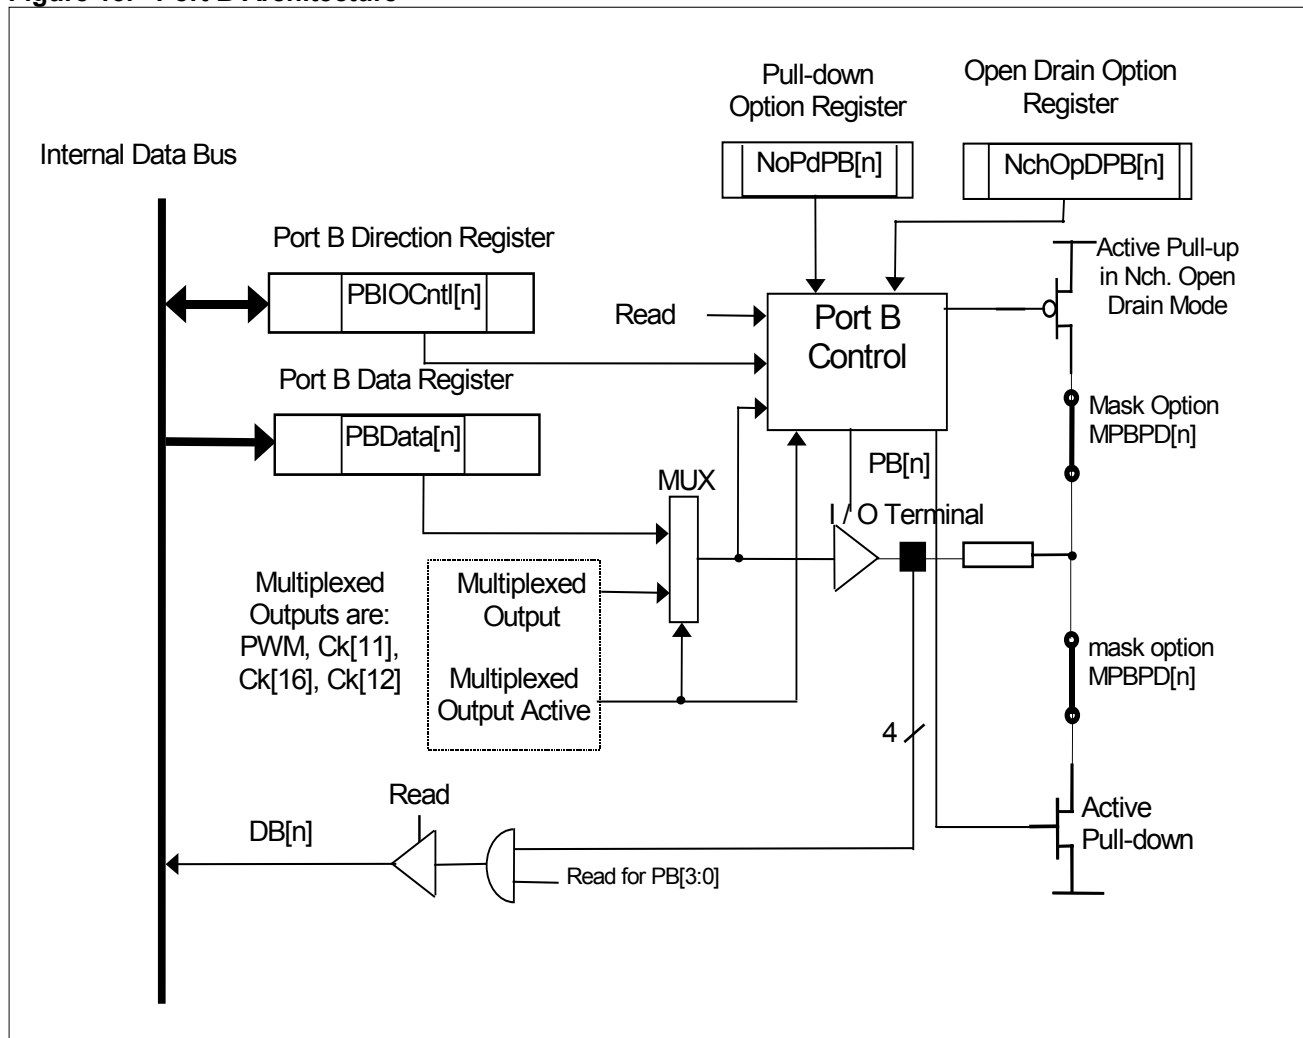 Pull-down
Option Register
Open Drain Option
Register
Internal Data Bus
NoPdPB[n]
NchOpDPB[n]
Port B Direction Register
PBIOCntl[n]
Active Pull-up
in Nch. Open
Drain Mode
Read
Port B
Control
Port B Data Register
PBData[n]
Mask Option
MPBPD[n]
MUX
PB[n]
I / O Terminal
Multiplexed
Outputs are:
PWM, Ck[11],
Ck[16], Ck[12]
Multiplexed
Output
Multiplexed
Output Active
mask option
MPBPD[n]
4
Read
DB[n]
Read for PB[3:0]
Active
Pull-down